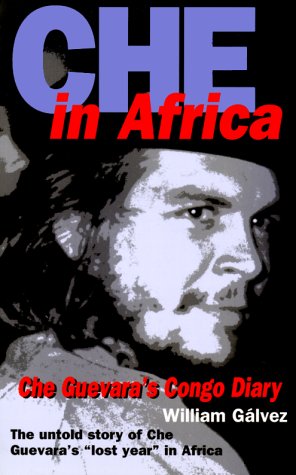 CHE
in Africa
Che Guevara's Congo Diary
William Gálvez
The untold story of Che
Guevara's "lost year" in Africa